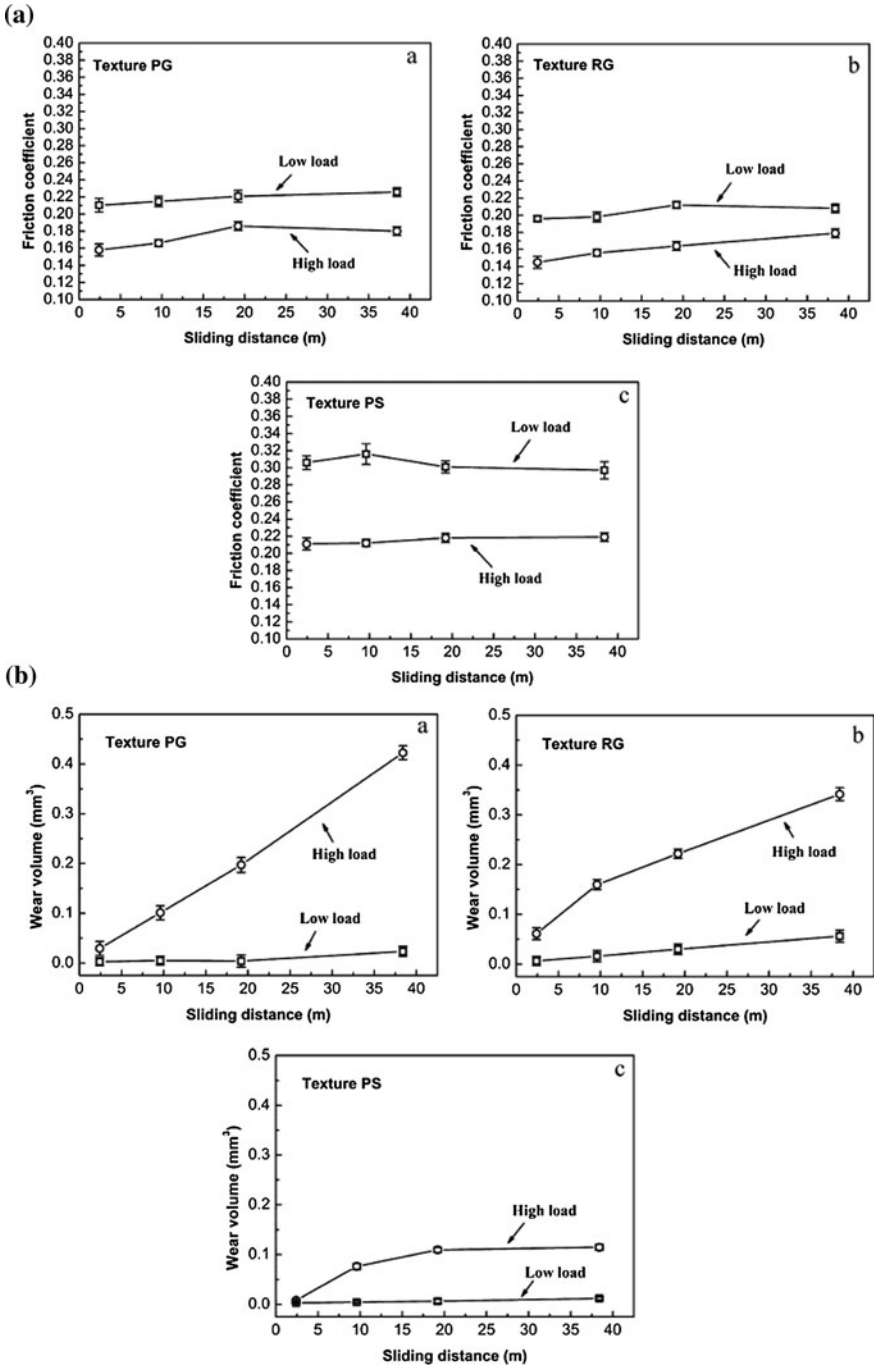 (a)
a
Texture PG
0.40
0.38
0.36
0.34
0.32
0.30
0.28
0.26
0.24
0.22
0.20
0.18
0.16
0.14
0.12
0.10
Friction coefficient
Low load
High load
0 5 10 15 20 25 30 35 40
Sliding distance (m)
b
Texture RG
0.40
0.38
0.36
0.34
0.32
0.30
0.28
0.26
0.24
0.22
0.20
0.18
0.16
0.14
0.12
0.10
Friction coefficient
Low load
High load
0 5 10 15 20 25 30 35 40
Sliding distance (m)
c
Texture PS
0.40
0.38
0.36
0.34
0.32
0.30
0.28
0.26
0.24
0.22
0.20
0.18
0.16
0.14
0.12
0.10
Friction coefficient
Low load
High load
0 5 10 15 20 25 30 35 40
Sliding distance (m)
(b)
a
Texture PG
0.5
0.4
0.3
0.2
0.1
0.0
Wear volume (mm³)
High load
Low load
0 5 10 15 20 25 30 35 40
Sliding distance (m)
b
Texture RG
0.5
0.4
0.3
0.2
0.1
0.0
Wear volume (mm³)
High load
Low load
0 5 10 15 20 25 30 35 40
Sliding distance (m)
c
Texture PS
0.5
0.4
0.3
0.2
0.1
0.0
Wear volume (mm³)
High load
Low load
0 5 10 15 20 25 30 35 40
Sliding distance (m)